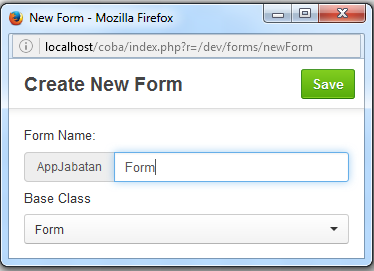 New Form - Mozilla Firefox
localhost/coba/index.php?r=/dev/forms/newForm
Create New Form Save
Form Name:
AppJabatan Form
Base Class
Form